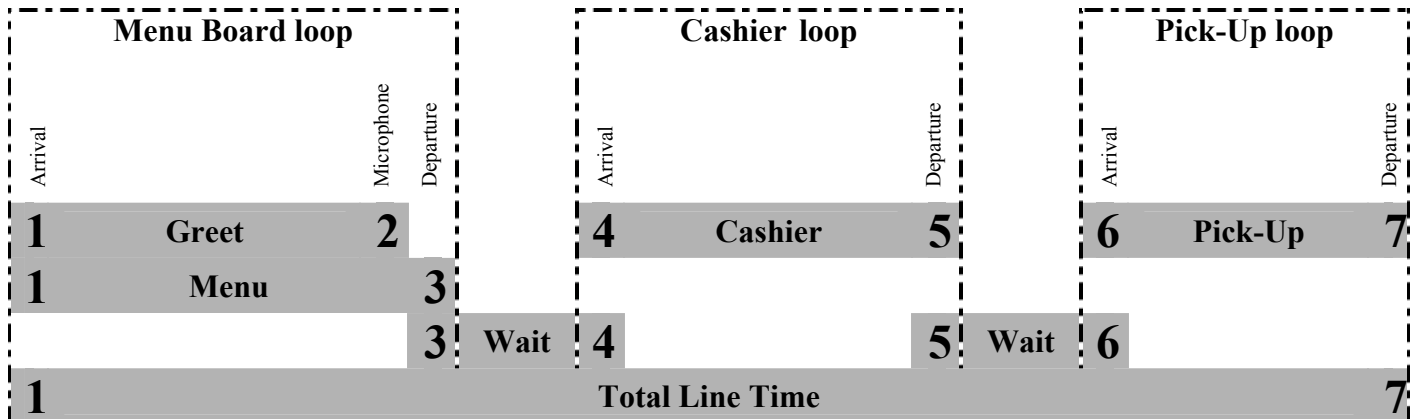 Menu Board loop Cashier loop Pick-Up loop
Arrival Microphone Departure Arrival Departure Arrival Departure
1 Greet 2 4 Cashier 5 6 Pick-Up 7
1 Menu 3
3 Wait 4 5 Wait 6
1 Total Line Time 7